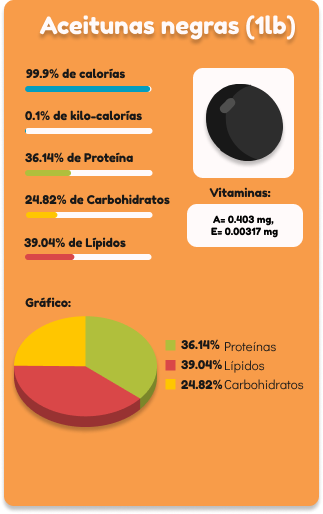 Aceitunas negras (1lb)
99.9% de calorías
0.1% de kilo-calorías
36.14% de Proteína
24.82% de Carbohidratos
39.04% de Lípidos
Vitaminas:
A= 0.403 mg,
E= 0.00317 mg
Gráfico:
36.14% Proteínas
39.04% Lípidos
24.82% Carbohidratos